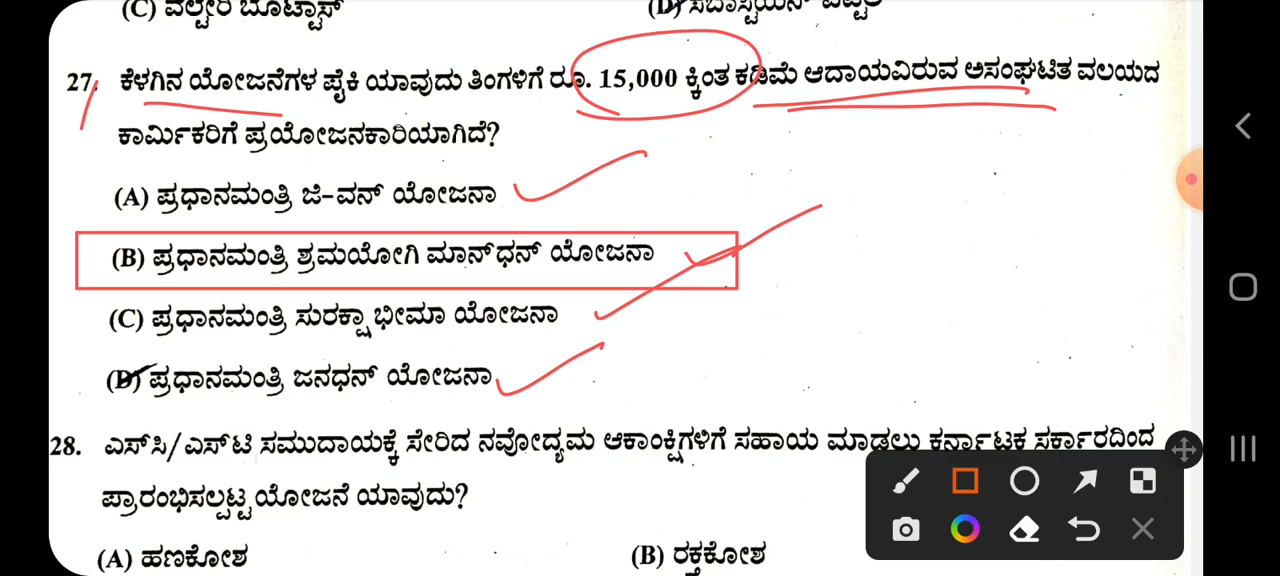 (C) ವಲ್ಟೇರಿ ಬೊಟ್ಟಾಸ್
27. ಕೆಳಗಿನ ಯೋಜನೆಗಳ ಪೈಕಿ ಯಾವುದು ತಿಂಗಳಿಗೆ ರೂ. 15,000 ಕ್ಕಿಂತ ಕಡಿಮೆ ಆದಾಯವಿರುವ ಅಸಂಘಟಿತ ವಲಯದ
ಕಾರ್ಮಿಕರಿಗೆ ಪ್ರಯೋಜನಕಾರಿಯಾಗಿದೆ?
(A) ಪ್ರಧಾನಮಂತ್ರಿ ಜಿ-ವನ್ ಯೋಜನಾ
(B) ಪ್ರಧಾನಮಂತ್ರಿ ಶ್ರಮಯೋಗಿ ಮಾನ್‌ಧನ್ ಯೋಜನಾ
(C) ಪ್ರಧಾನಮಂತ್ರಿ ಸುರಕ್ಷಾ ಭೀಮಾ ಯೋಜನಾ
(D) ಪ್ರಧಾನಮಂತ್ರಿ ಜನಧನ್ ಯೋಜನಾ
28. ಎಸ್‌ಸಿ/ಎಸ್‌ಟಿ ಸಮುದಾಯಕ್ಕೆ ಸೇರಿದ ನವೋದ್ಯಮ ಆಕಾಂಕ್ಷಿಗಳಿಗೆ ಸಹಾಯ ಮಾಡಲು ಕರ್ನಾಟಕ ಸರ್ಕಾರದಿಂದ
ಪ್ರಾರಂಭಿಸಲ್ಪಟ್ಟ ಯೋಜನೆ ಯಾವುದು?
(A) ಹಣಕೋಶ (B) ರಕ್ತಕೋಶ